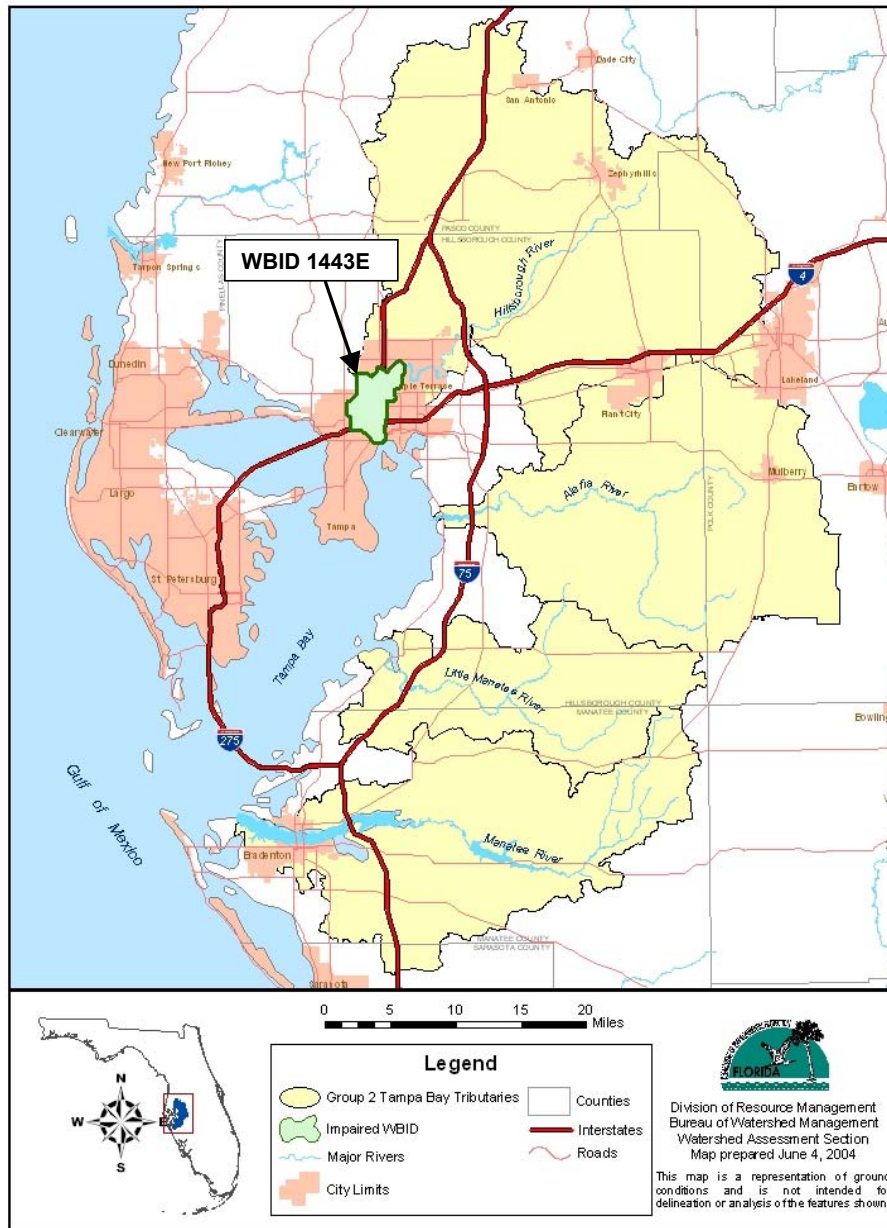 Dade City
San Antonio
New Port Richey
Zephyrhills
PASCO COUNTY
HILLSBOROUGH COUNTY
WBID 1443E
Hillsborough River
Tarpon Springs
PINELLAS COUNTY
4
Dunedin
ple Terrace
Lakeland
Plant City
Clearwater
Mulberry
Bartow
Largo
Alafia River
POLK COUNTY
Tampa
St. Petersburg
75
Tampa Bay
Little Manatee River
HILLSBOROUGH COUNTY
MANATEE COUNTY
Bowling
275
Gulf of Mexico
Manatee River
Bradenton
MANATEE COUNTY
SARASOTA COUNTY
Sarasota
0 5 10 15 20
Miles
N
W E
S
Legend
Group 2 Tampa Bay Tributaries
Impaired WBID
Major Rivers
City Limits
Counties
Interstates
Roads
FLORIDA
Division of Resource Management
Bureau of Watershed Management
Watershed Assessment Section
Map prepared June 4, 2004
This map is a representation of ground
conditions and is not intended for
delineation or analysis of the features shown.